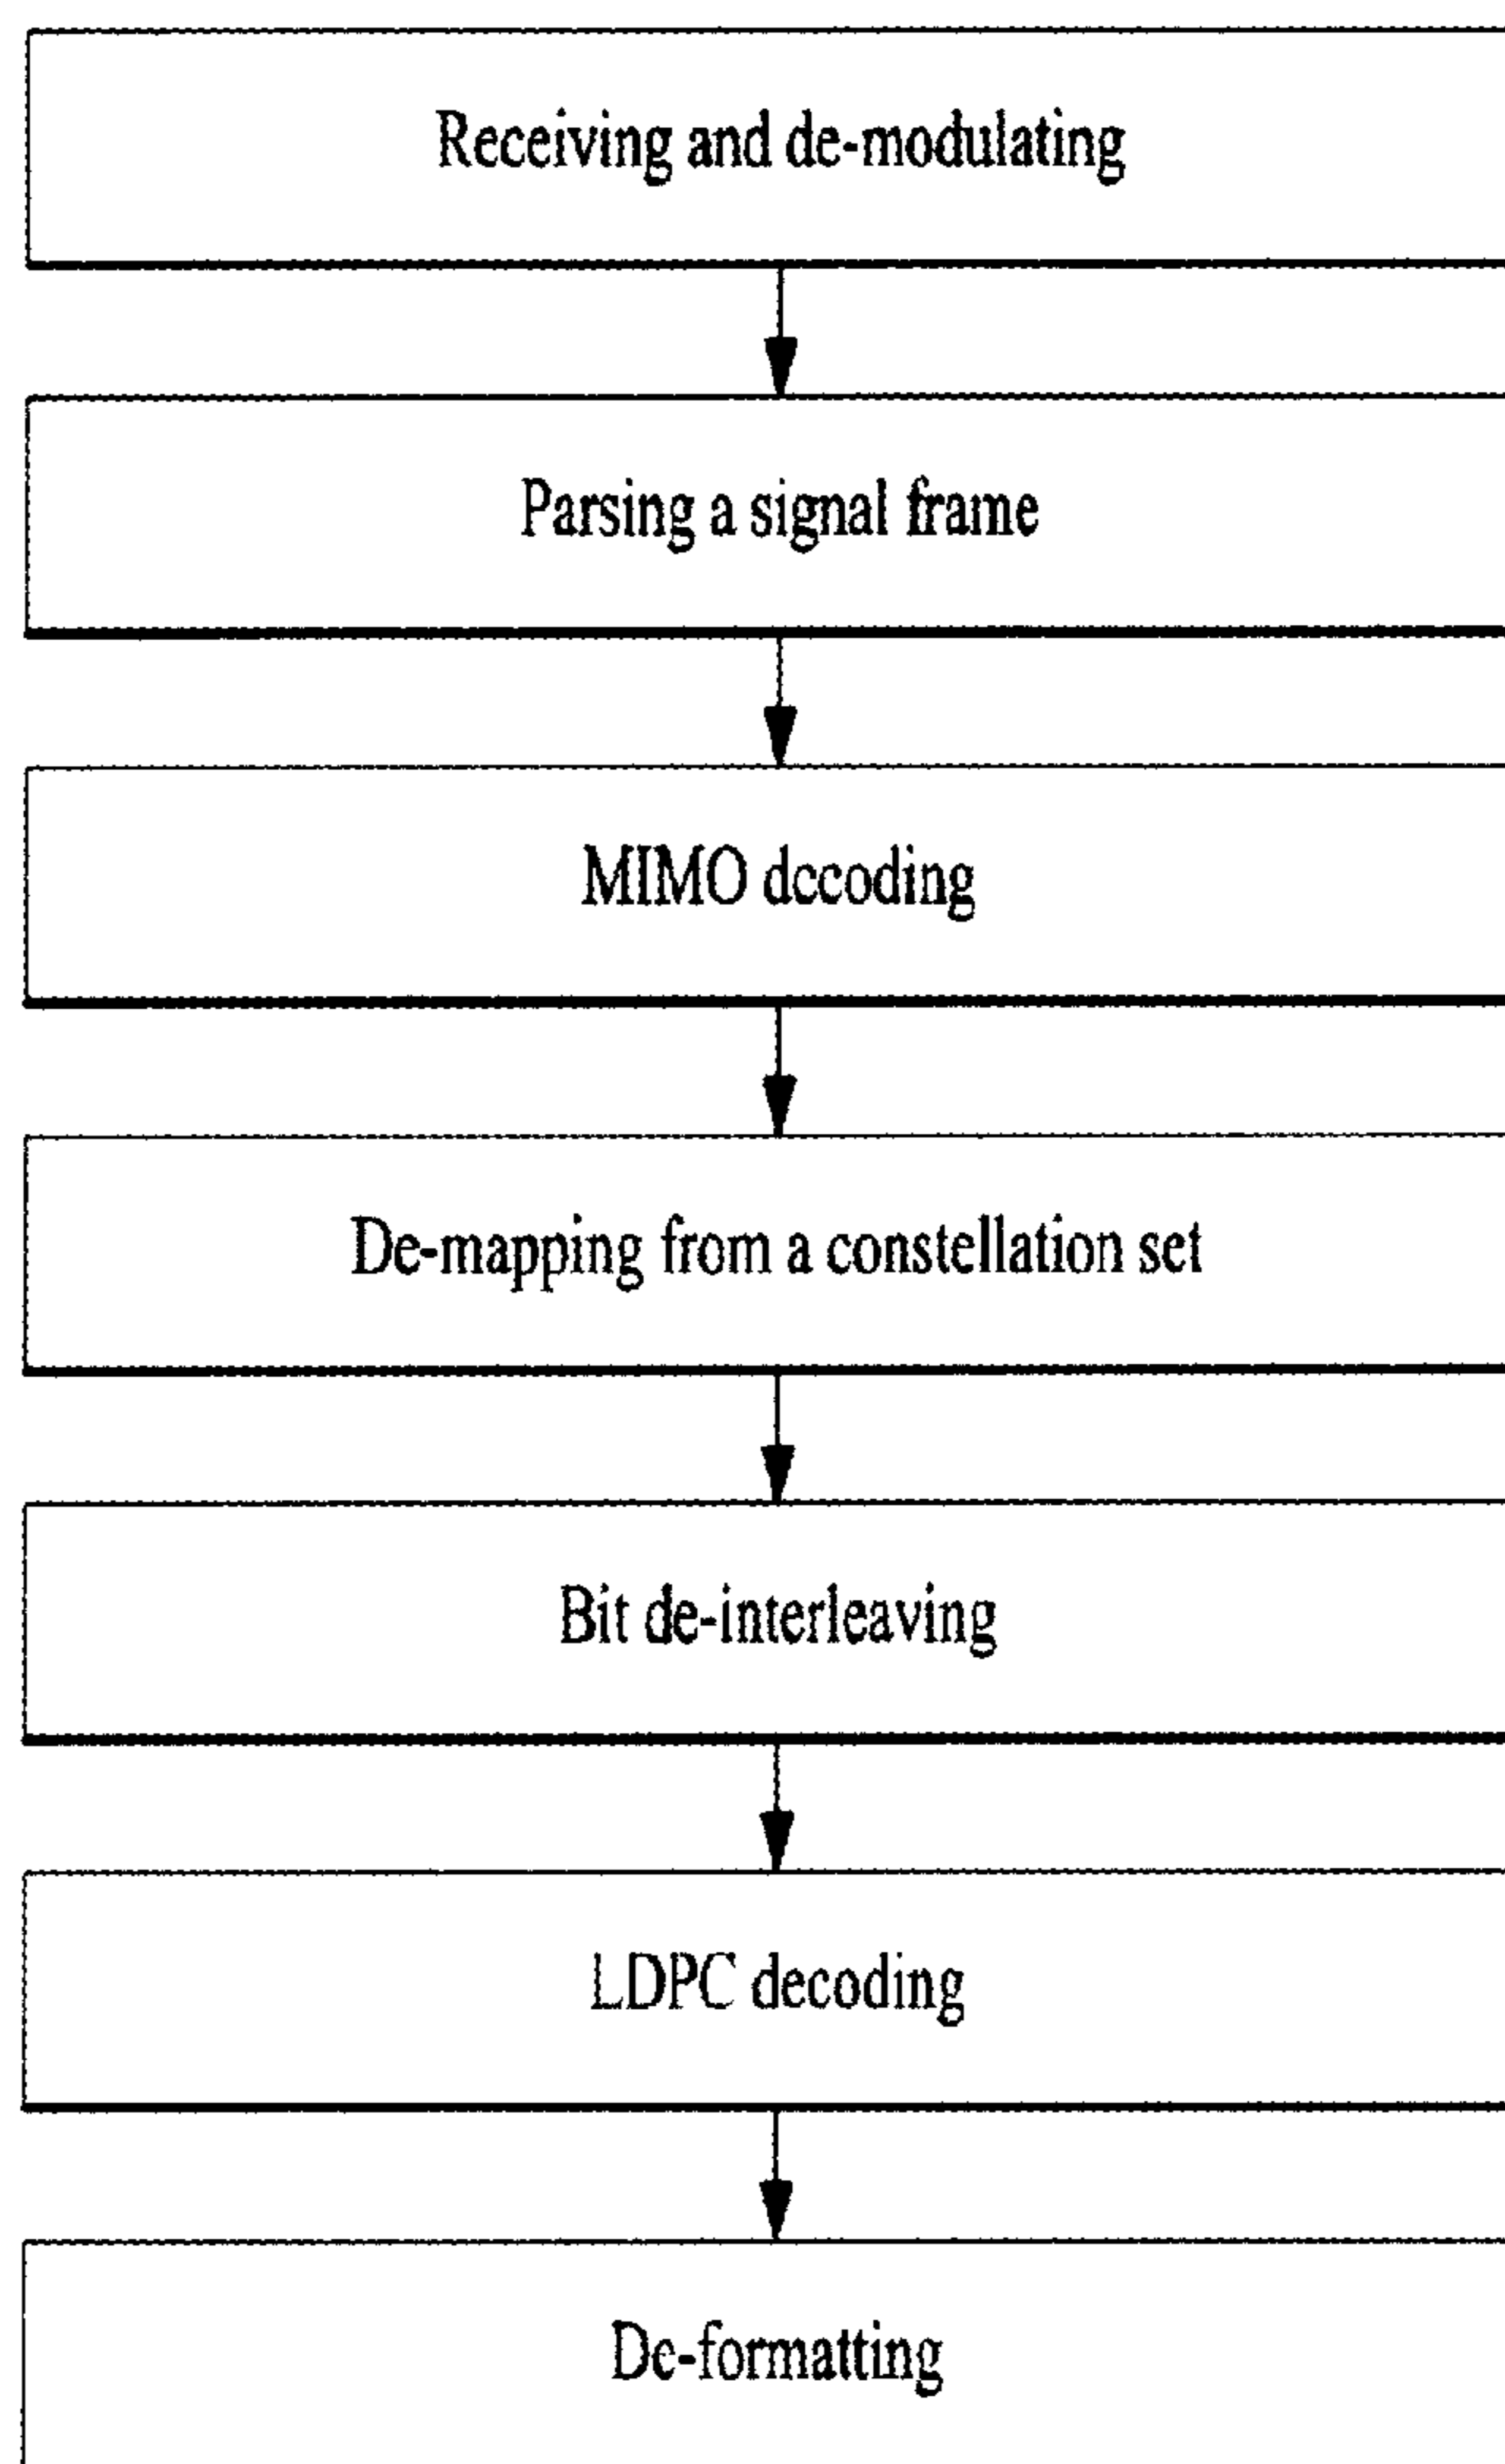 Receiving and de-modulating
Parsing a signal frame
MIMO decoding
De-mapping from a constellation set
Bit de-interleaving
LDPC decoding
De-formatting